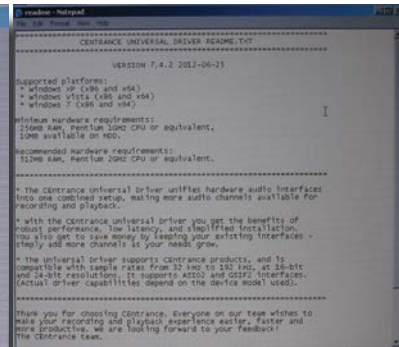 readme - Notepad
File Edit Format View Help
CENTRANCE UNIVERSAL DRIVER README.TXT
VERSION 7.4.2 2012-06-25
Supported platforms:
* Windows XP (x86 and x64)
* Windows Vista (x86 and x64)
* Windows 7 (x86 and x64)
Minimum Hardware requirements:
256MB RAM, Pentium 1GHz CPU or equivalent,
10MB available on HDD.
Recommended Hardware requirements:
512MB RAM, Pentium 2GHz CPU or equivalent.
* The CEntrance Universal Driver unifies hardware audio interfaces
into one combined setup, making more audio channels available for
recording and playback.
* With the CEntrance Universal Driver you get the benefits of
robust performance, low latency, and simplified installation.
You also get to save money by keeping your existing interfaces -
simply add more channels as your needs grow.
* The Universal Driver supports CEntrance products, and is
compatible with sample rates from 32 kHz to 192 kHz, at 16-bit
and 24-bit resolutions. It supports ASIO2 and GSIF2 interfaces.
(Actual driver capabilities depend on the device model used).
Thank you for choosing CEntrance. Everyone on our team wishes to
make your recording and playback experience easier, faster and
more productive. We are looking forward to your feedback!
The CEntrance team.